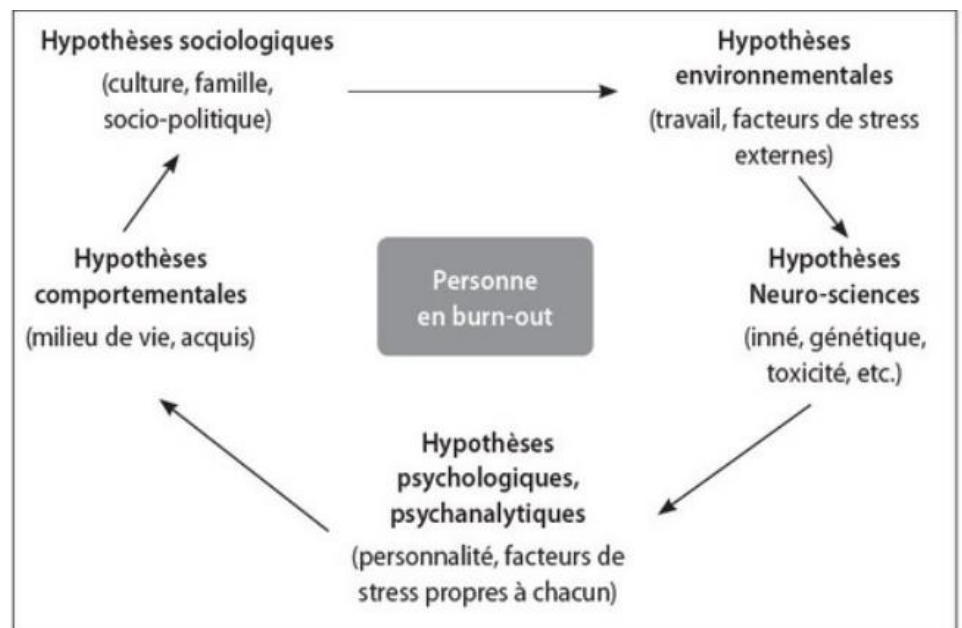 Hypothèses sociologiques
(culture, famille,
socio-politique)
Hypothèses
environnementales
(travail, facteurs de stress
externes)
Hypothèses
comportementales
(milieu de vie, acquis)
Personne
en burn-out
Hypothèses
Neuro-sciences
(inné, génétique,
toxicité, etc.)
Hypothèses
psychologiques,
psychanalytiques
(personnalité, facteurs de
stress propres à chacun)